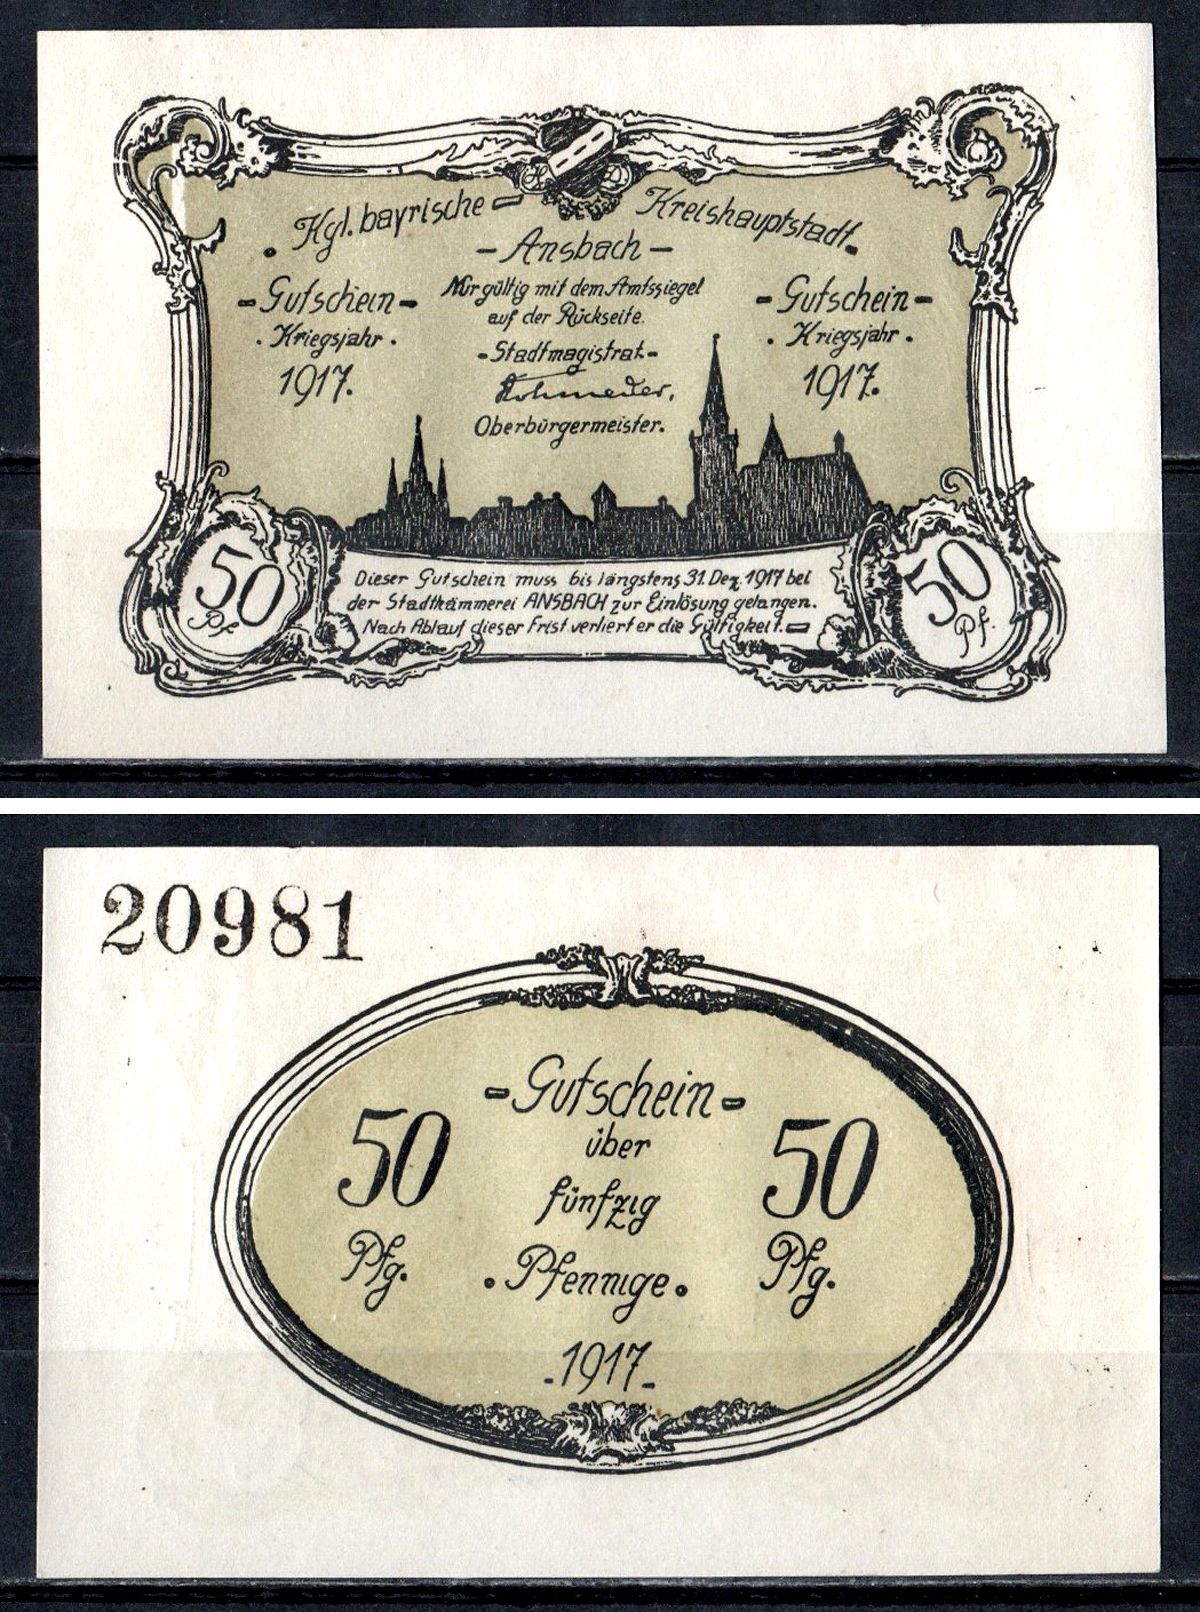 Kgl. bayrische - Kreishauptstadt.
- Ansbach -
- Gutschein -
Kriegsjahr.
1917.
Nur gültig mit dem Amtssiegel
auf der Rückseite.
- Stadtmagistrat -
Oberbürgermeister.
- Gutschein -
. Kriegsjahr .
1917.
50
Pf
Dieser Gutschein muss bis längstens 31. Dez. 1917 bei
der Stadtkämmerei ANSBACH zur Einlösung gelangen.
Nach Ablauf dieser Frist verliert er die Gültigkeit. -
50
Pf.
20981
- Gutschein -
über
fünfzig
. Pfennige .
- 1917 -
50
Pfg.
50
Pfg.